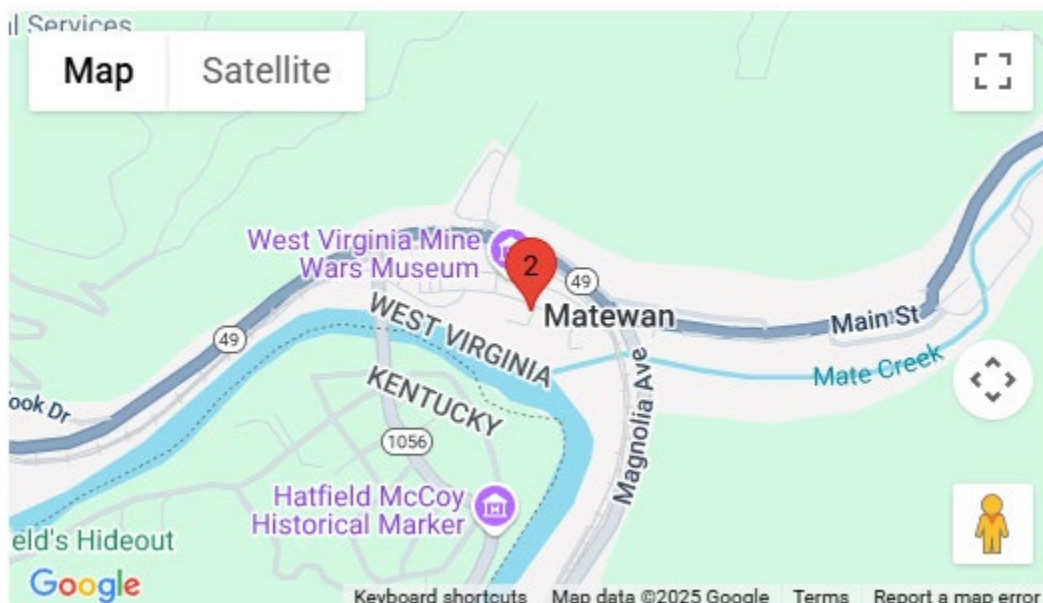 al Services
Map
Satellite
West Virginia Mine
Wars Museum
2
49
Matewan
WEST VIRGINIA
Main St
49
Mate Creek
KENTUCKY
ook Dr
1056
Magnolia Ave
Hatfield McCoy
Historical Marker
eld's Hideout
Google
Keyboard shortcuts
Map data ©2025 Google
Terms
Report a map error